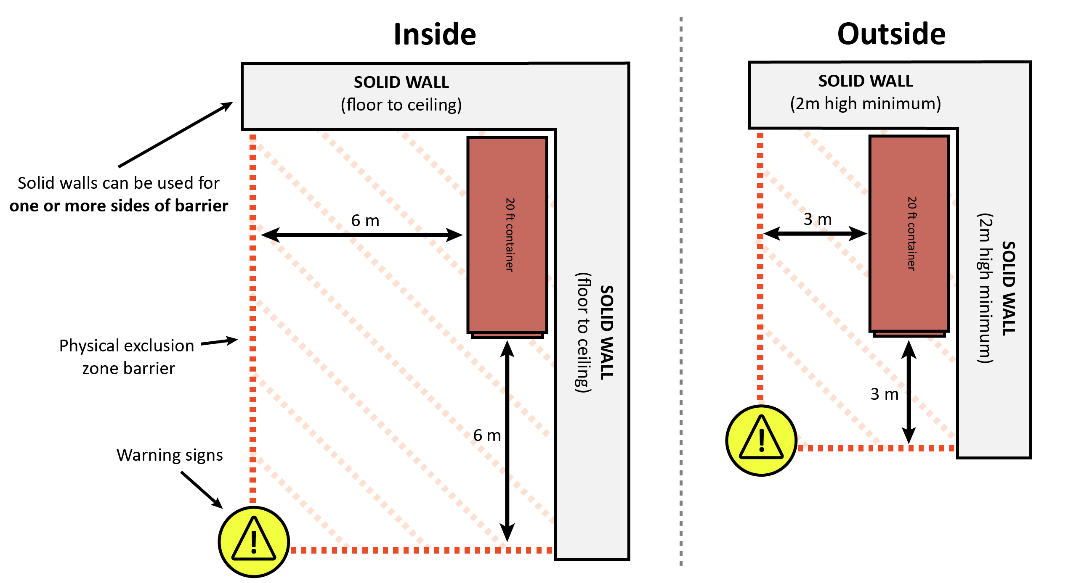 Inside
SOLID WALL
(floor to ceiling)
Solid walls can be used for
one or more sides of barrier
6 m
20 ft container
SOLID WALL
(floor to ceiling)
Physical exclusion
zone barrier
6 m
Warning signs
!
Outside
SOLID WALL
(2m high minimum)
3 m
20 ft container
SOLID WALL
(2m high minimum)
3 m
!